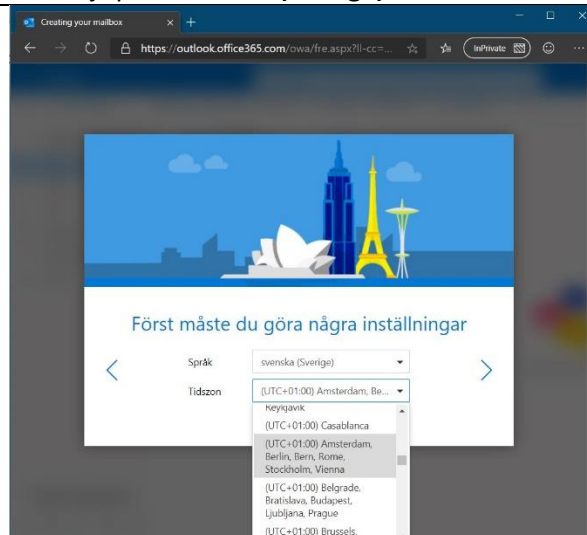 Creating your mailbox
https://outlook.office365.com/owa/fre.aspx?ll-cc=...
InPrivate
Först måste du göra några inställningar
Språk
svenska (Sverige)
Tidszon
(UTC+01:00) Amsterdam, Be...
Reykjavik
(UTC+01:00) Casablanca
(UTC+01:00) Amsterdam,
Berlin, Bern, Rome,
Stockholm, Vienna
(UTC+01:00) Belgrade,
Bratislava, Budapest,
Ljubljana, Prague
(UTC+01:00) Brussels,